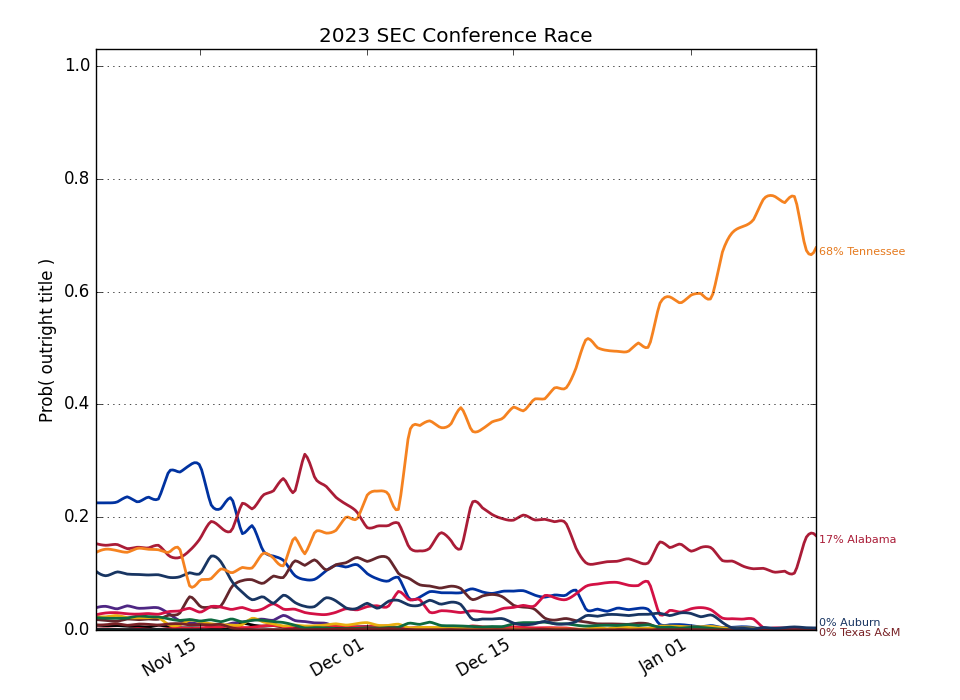 2023 SEC Conference Race
Prob( outright title )
1.0
0.8
0.6
0.4
0.2
0.0
Nov 15
Dec 01
Dec 15
Jan 01
68% Tennessee
17% Alabama
0% Auburn
0% Texas A&M